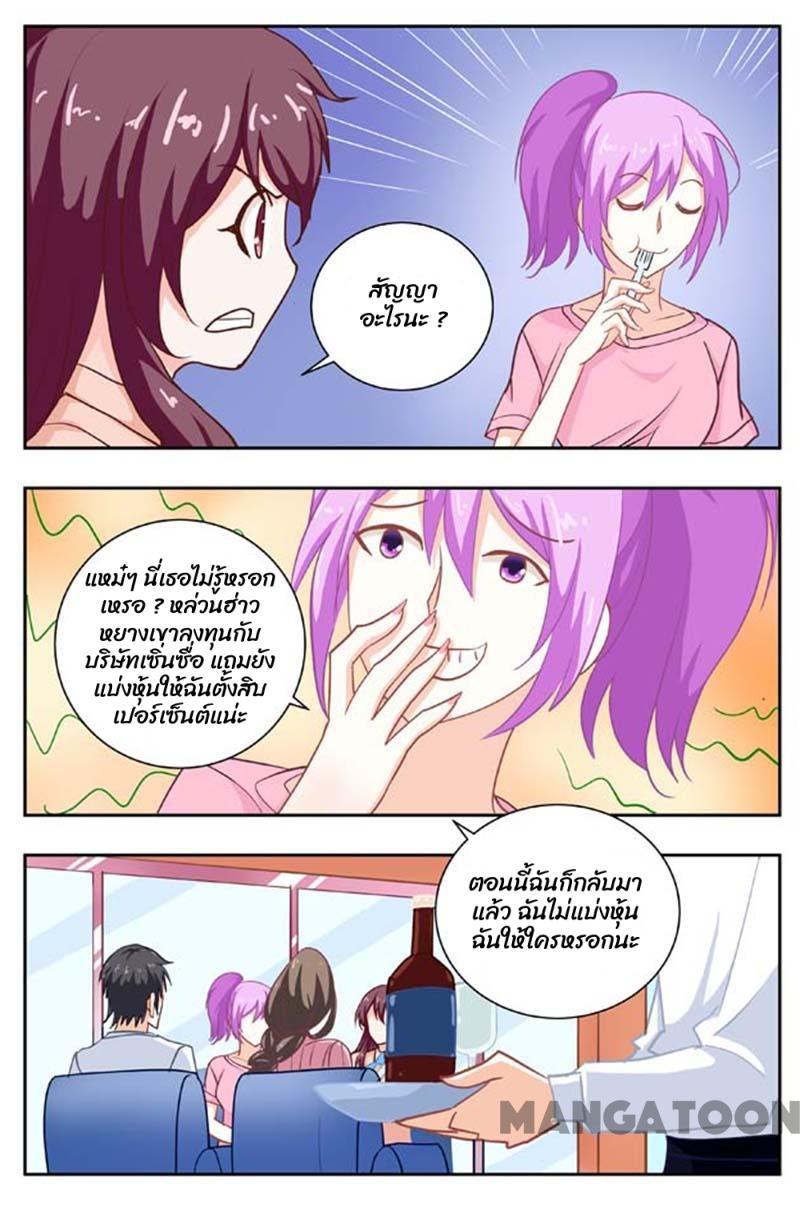 สัญญา
อะไรนะ ?
แหม๋ๆ นี่เธอไม่รู้หรอก
เหรอ ? หล่วนฮ่าว
หยางเขาลงทุนกับ
บริษัทเซิ่นซื่อ แถมยัง
แบ่งหุ้นให้ฉันตั้งสิบ
เปอร์เซ็นต์แน่ะ
ตอนนี้ฉันก็กลับมา
แล้ว ฉันไม่แบ่งหุ้น
ฉันให้ใครหรอกนะ
MANGATOON